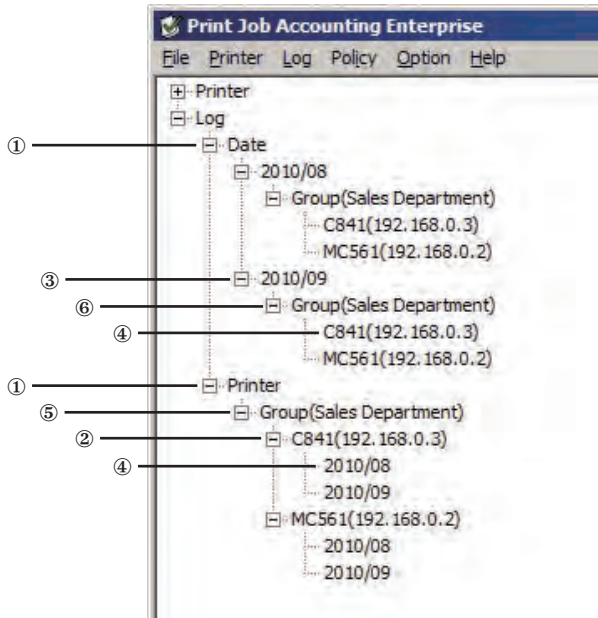 Print Job Accounting Enterprise
File Printer Log Policy Option Help
Printer
Log
① Date
2010/08
Group(Sales Department)
C841(192.168.0.3)
MC561(192.168.0.2)
③ 2010/09
⑥ Group(Sales Department)
④ C841(192.168.0.3)
MC561(192.168.0.2)
① Printer
⑤ Group(Sales Department)
② C841(192.168.0.3)
④ 2010/08
2010/09
MC561(192.168.0.2)
2010/08
2010/09